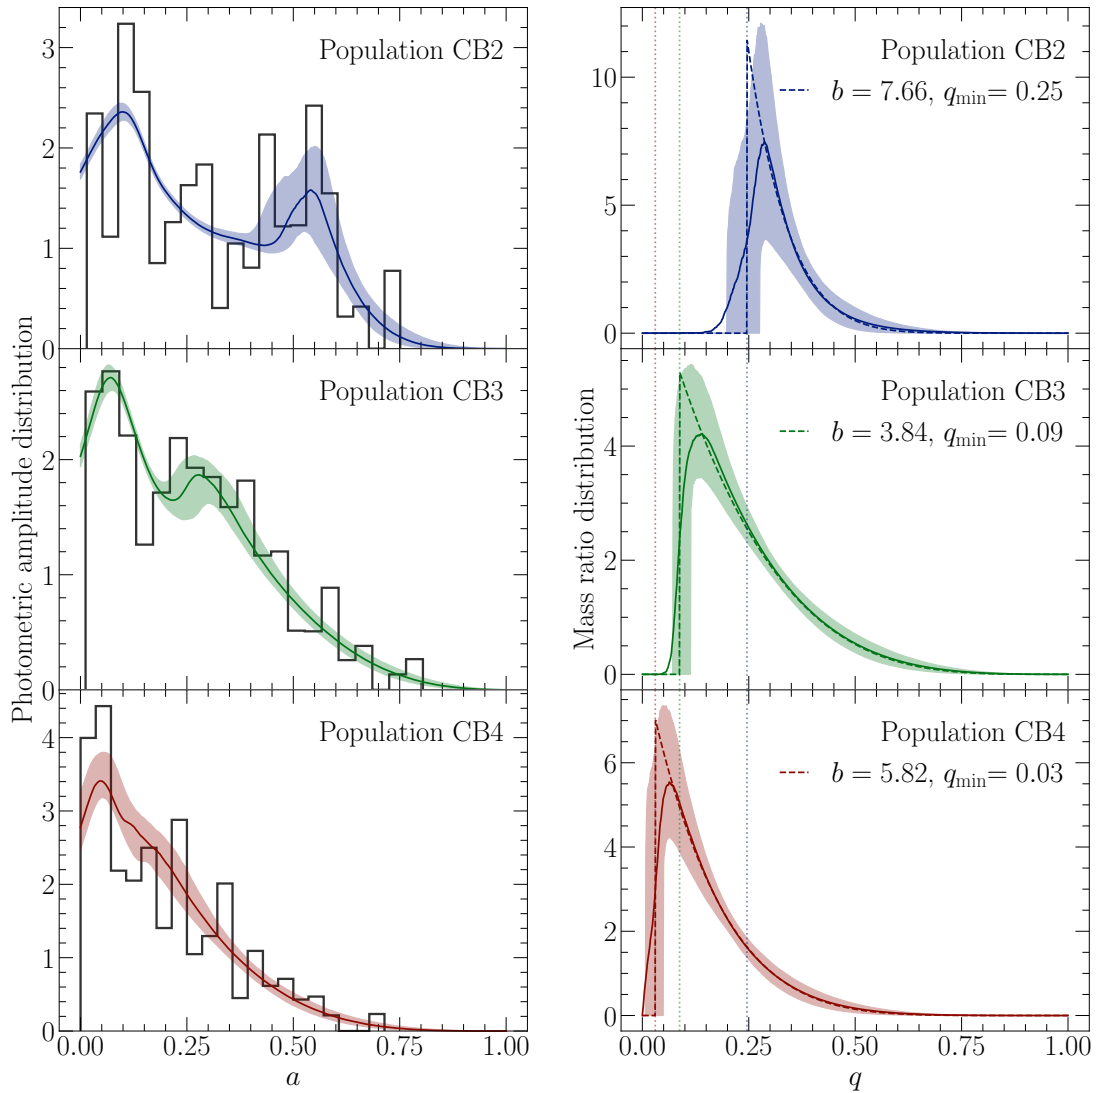 Population CB2
3
2
1
0
Population CB3
2
1
0
Population CB4
4
3
2
1
0
0.00 0.25 0.50 0.75 1.00
a
Photometric amplitude distribution
Population CB2
b = 7.66, qmin= 0.25
10
5
0
Population CB3
b = 3.84, qmin= 0.09
4
2
0
Population CB4
b = 5.82, qmin= 0.03
6
4
2
0
0.00 0.25 0.50 0.75 1.00
q
Mass ratio distribution